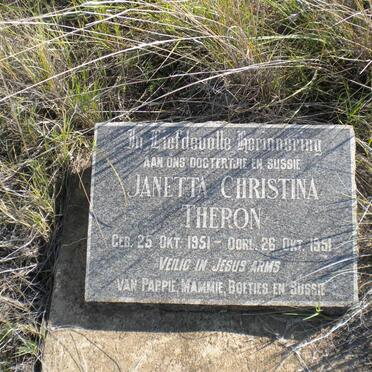 In Liefdevolle Herinnering
AAN ONS DOGTERTJIE EN SUSSIE
JANETTA CHRISTINA
THERON
GEB. 25 OKT. 1951 - OORL. 26 OKT. 1951
VEILIG IN JESUS ARMS
VAN PAPPIE, MAMMIE, BOETIES EN SUSSIE